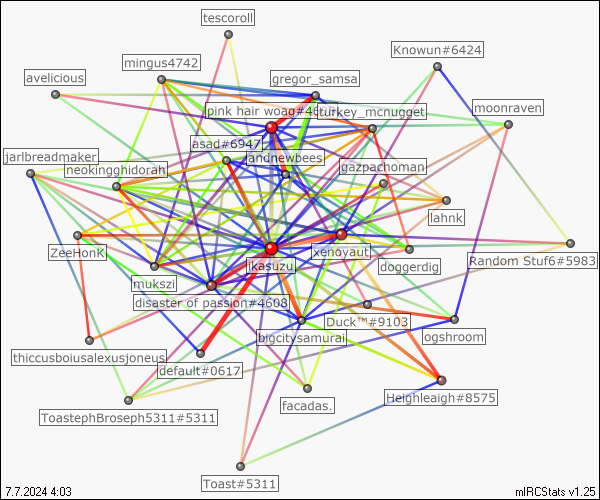 tescoroll
Knowun#6424
mingus4742
gregor_samsa
avelicious
pink hair woag#4
turkey_mcnugget
moonraven
asad#6947
andnewbees
jarlbreadmaker
neokingghidorah
gazpachoman
lahnk
ZeeHonK
xenoyaut
doggerdig
Random Stuf6#5983
mukszi
ikasuzu
disaster of passion#4608
Duck™#9103
bigcitysamurai
ogshroom
thiccusboiusalexusjoneus
default#0617
Heighleigh#8575
ToastephBroseph5311#5311
facadas.
Toast#5311
7.7.2024 4:03
mIRCStats v1.25